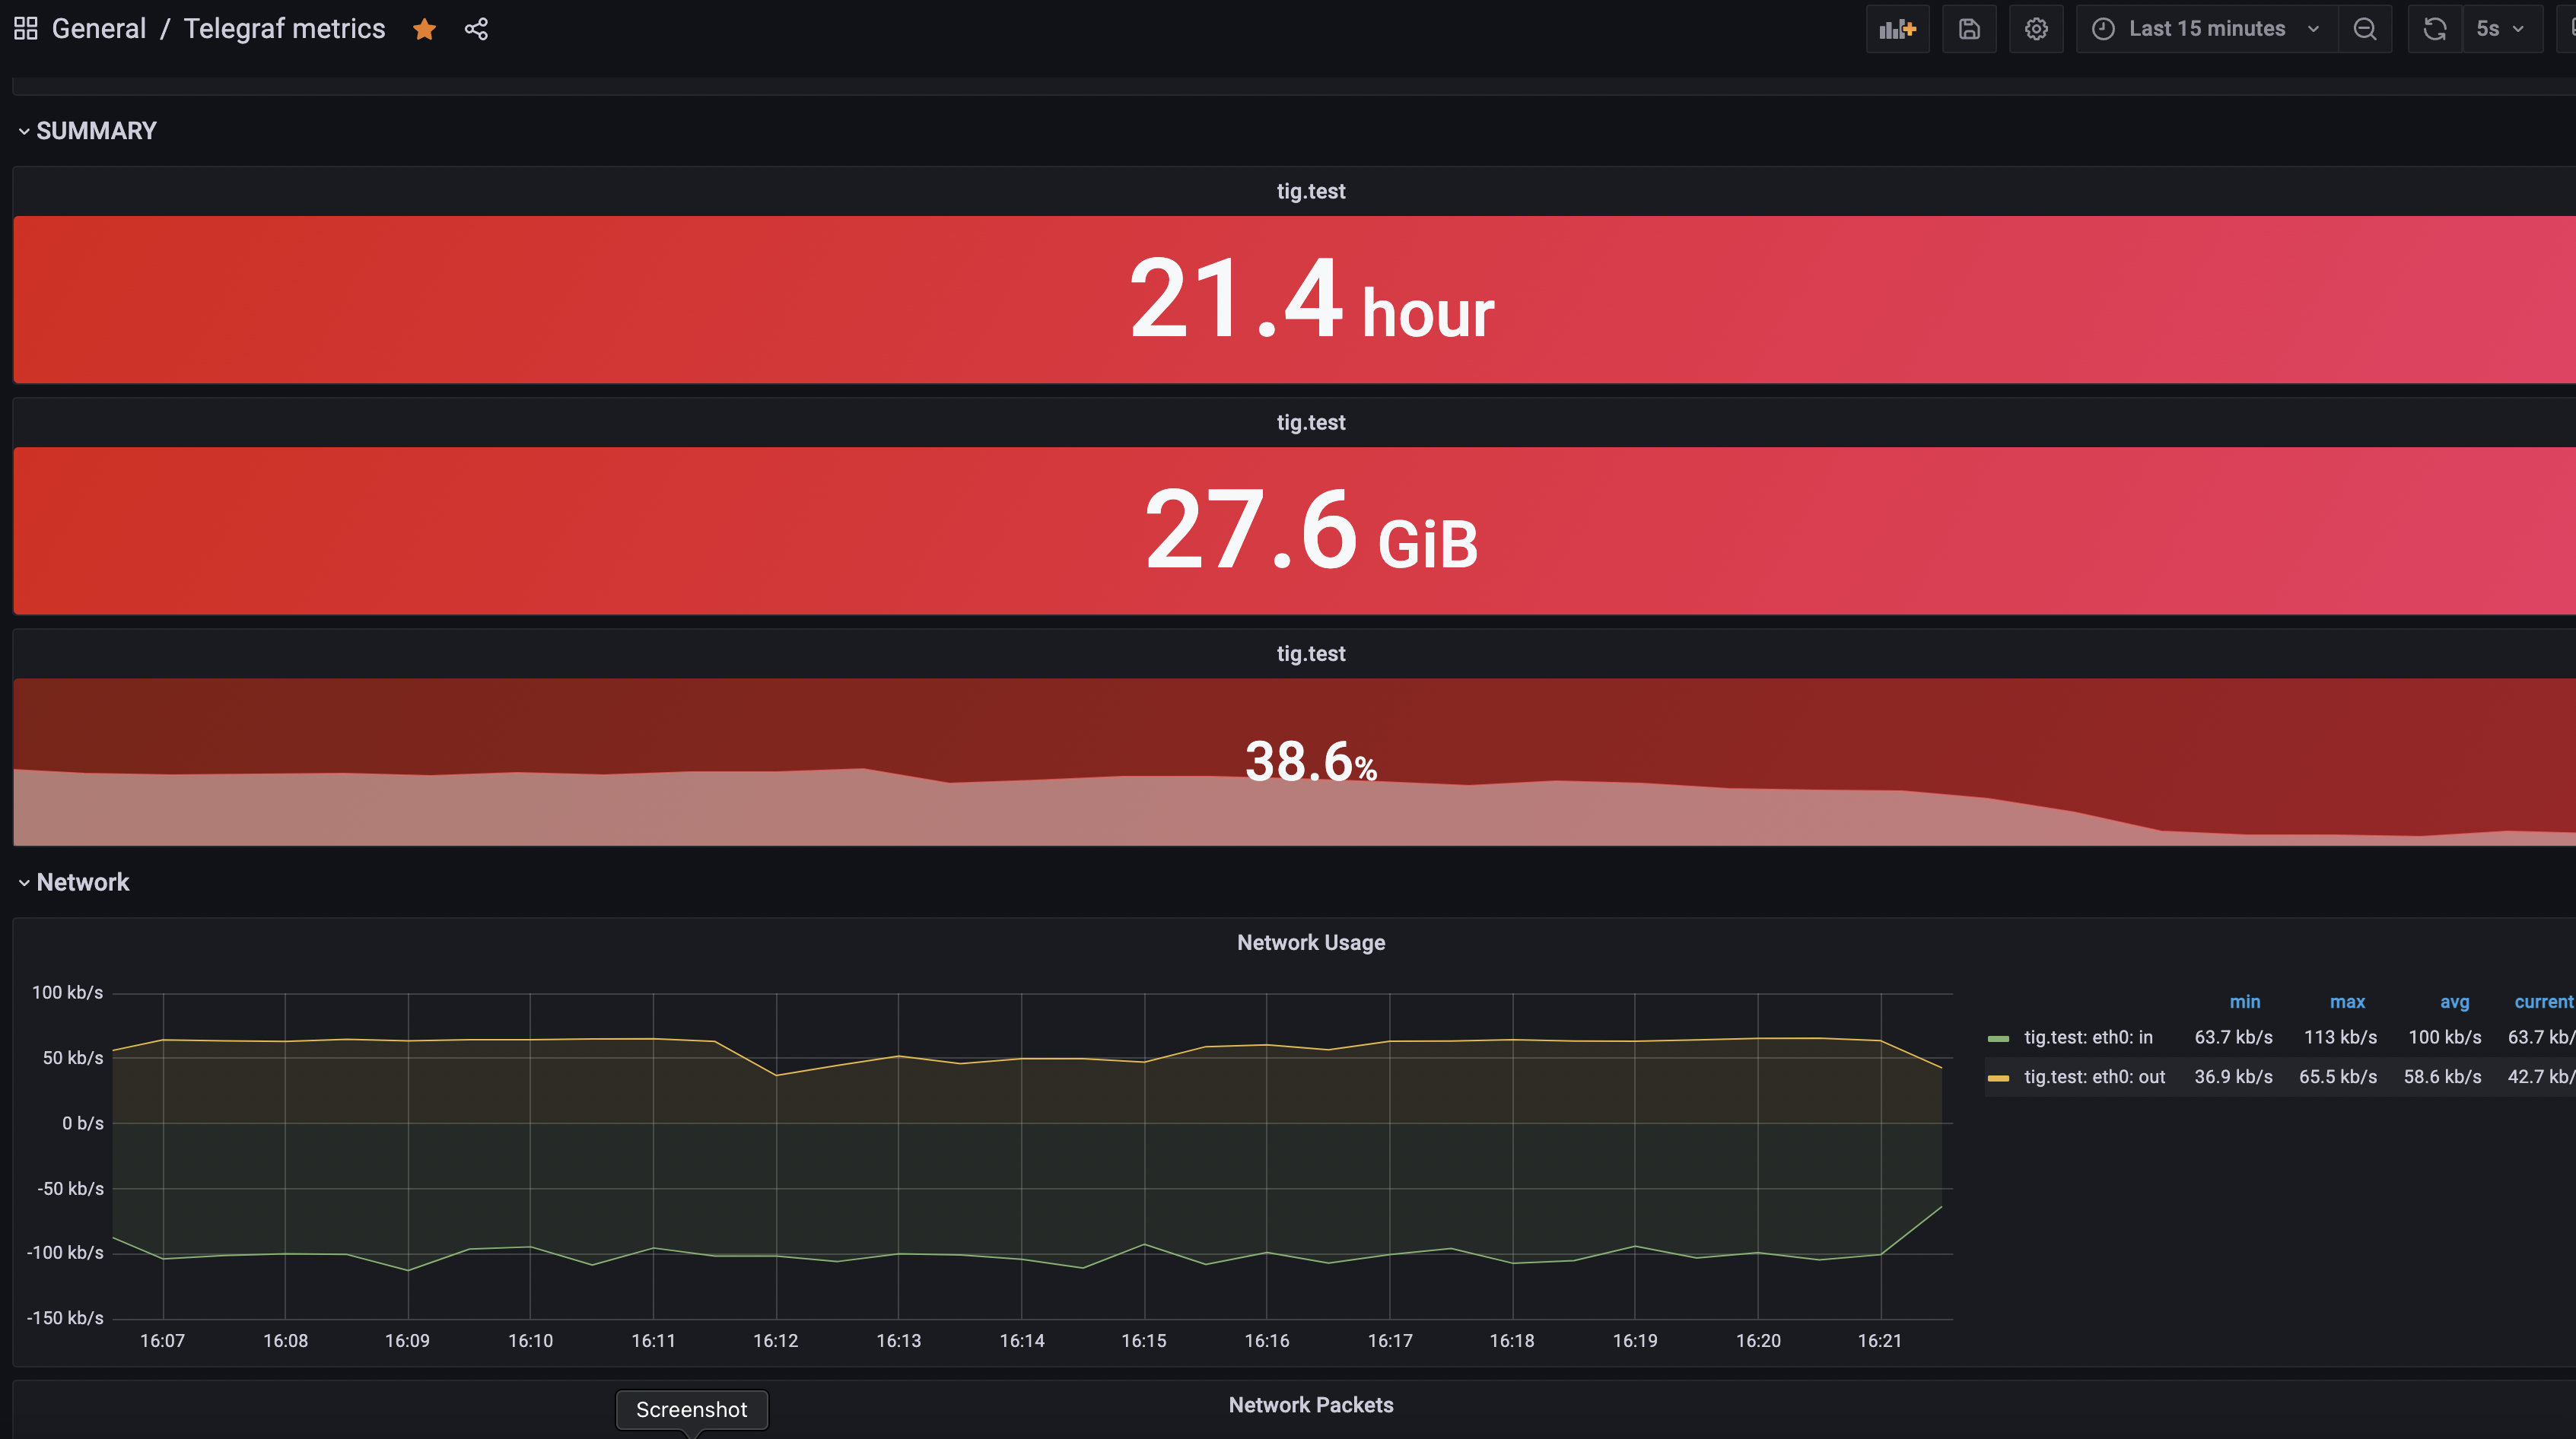 General / Telegraf metrics
Last 15 minutes
5s
SUMMARY
tig.test
21.4 hour
tig.test
27.6 GiB
tig.test
38.6%
Network
Network Usage
100 kb/s
50 kb/s
0 b/s
-50 kb/s
-100 kb/s
-150 kb/s
16:07 16:08 16:09 16:10 16:11 16:12 16:13 16:14 16:15 16:16 16:17 16:18 16:19 16:20 16:21
min max avg current
tig.test: eth0: in 63.7 kb/s 113 kb/s 100 kb/s 63.7 kb/
tig.test: eth0: out 36.9 kb/s 65.5 kb/s 58.6 kb/s 42.7 kb/
Network Packets
Screenshot